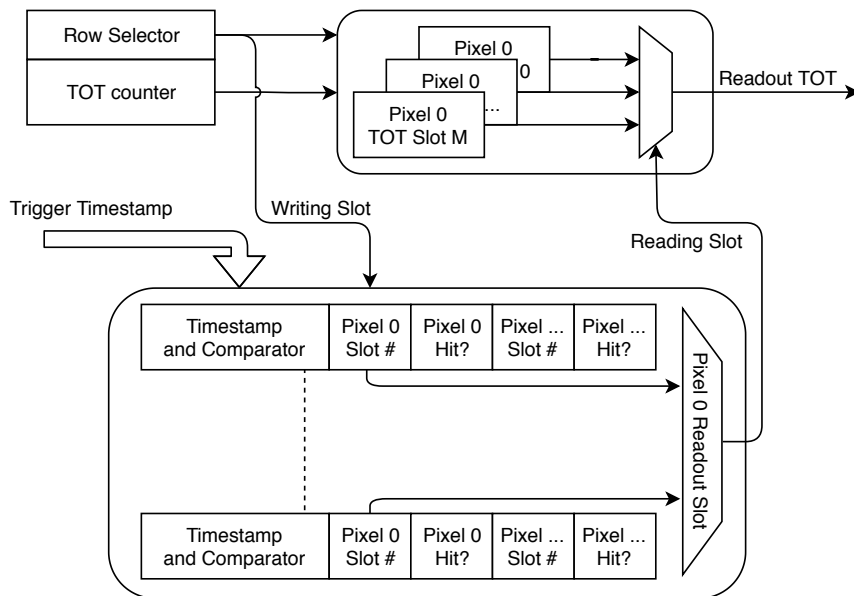 Row Selector
TOT counter
Pixel 0
0
Pixel 0
...
Pixel 0
TOT Slot M
Readout TOT
Trigger Timestamp
Writing Slot
Reading Slot
Timestamp
and Comparator
Pixel 0
Slot #
Pixel 0
Hit?
Pixel ...
Slot #
Pixel ...
Hit?
Pixel 0 Readout Slot
Timestamp
and Comparator
Pixel 0
Slot #
Pixel 0
Hit?
Pixel ...
Slot #
Pixel ...
Hit?